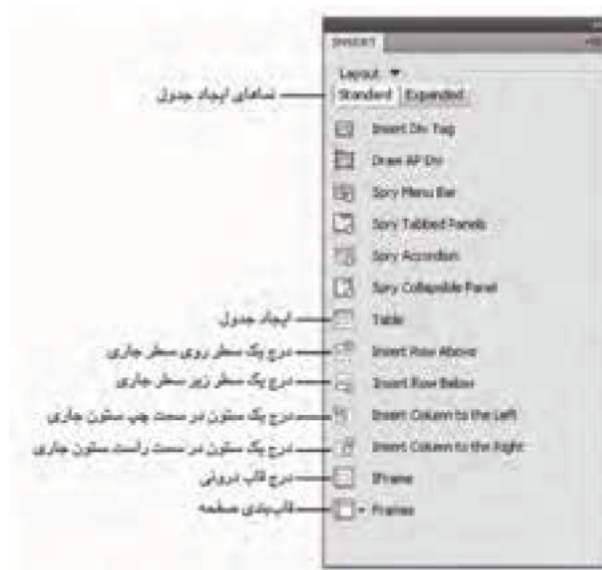 INSERT
Layout ▼
نماهای ایجاد جدول Standard Expanded
Insert Div Tag
Draw AP Div
Spry Menu Bar
Spry Tabbed Panels
Spry Accordion
Spry Collapsible Panel
ایجاد جدول Table
درج یک سطر روی سطر جاری Insert Row Above
درج یک سطر زیر سطر جاری Insert Row Below
درج یک ستون در سمت چپ ستون جاری Insert Column to the Left
درج یک ستون در سمت راست ستون جاری Insert Column to the Right
درج قاب درونی IFrame
قاب‌بندی صفحه Frames